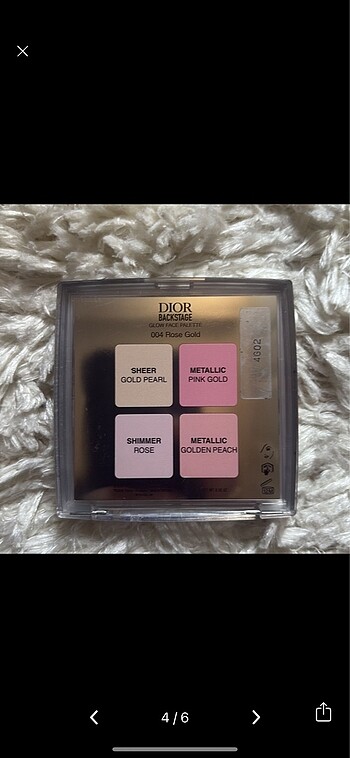 DIOR
BACKSTAGE
GLOW FACE PALETTE
004 Rose Gold
4602
SHEER
GOLD PEARL
METALLIC
PINK GOLD
SHIMMER
ROSE
METALLIC
GOLDEN PEACH
4/6